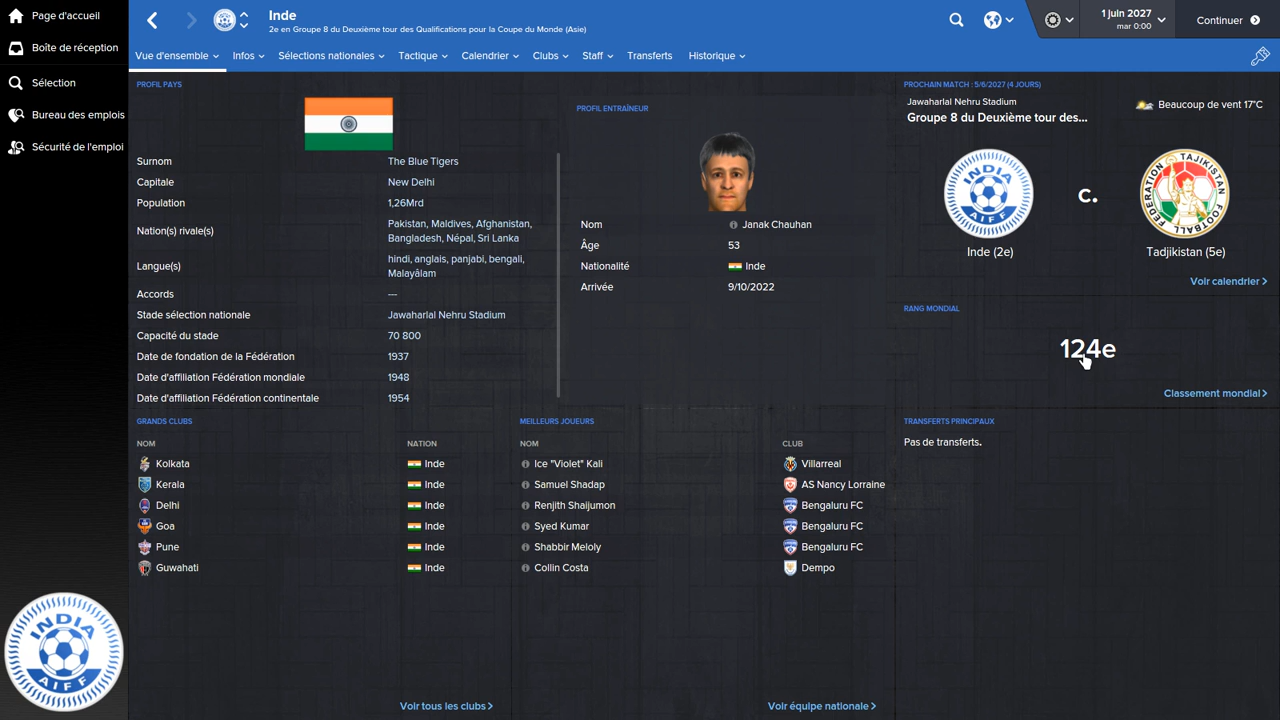 Page d'accueil
Boîte de réception
Sélection
Bureau des emplois
Sécurité de l'emploi
Inde
2e en Groupe 8 du Deuxième tour des Qualifications pour la Coupe du Monde (Asie)
1 juin 2027
mar 0:00
Continuer
Vue d'ensemble
Infos
Sélections nationales
Tactique
Calendrier
Clubs
Staff
Transferts
Historique
PROFIL PAYS
Surnom The Blue Tigers
Capitale New Delhi
Population 1,26Mrd
Nation(s) rivale(s) Pakistan, Maldives, Afghanistan,
Bangladesh, Népal, Sri Lanka
Langue(s) hindi, anglais, panjabi, bengali,
Malayâlam
Accords ---
Stade sélection nationale Jawaharlal Nehru Stadium
Capacité du stade 70 800
Date de fondation de la Fédération 1937
Date d'affiliation Fédération mondiale 1948
Date d'affiliation Fédération continentale 1954
PROFIL ENTRAÎNEUR
Nom Janak Chauhan
Âge 53
Nationalité Inde
Arrivée 9/10/2022
PROCHAIN MATCH : 5/6/2027 (4 JOURS)
Jawaharlal Nehru Stadium
Beaucoup de vent 17°C
Groupe 8 du Deuxième tour des...
INDIA
AIFF
c.
TAJIKISTAN
FEDERATION
FOOTBALL
Inde (2e)
Tadjikistan (5e)
Voir calendrier
RANG MONDIAL
124e
Classement mondial
GRANDS CLUBS
NOM NATION
Kolkata Inde
Kerala Inde
Delhi Inde
Goa Inde
Pune Inde
Guwahati Inde
Voir tous les clubs
MEILLEURS JOUEURS
NOM CLUB
Ice "Violet" Kali Villarreal
Samuel Shadap AS Nancy Lorraine
Renjith Shaijumon Bengaluru FC
Syed Kumar Bengaluru FC
Shabbir Meloly Bengaluru FC
Collin Costa Dempo
Voir équipe nationale
TRANSFERTS PRINCIPAUX
Pas de transferts.
INDIA
AIFF